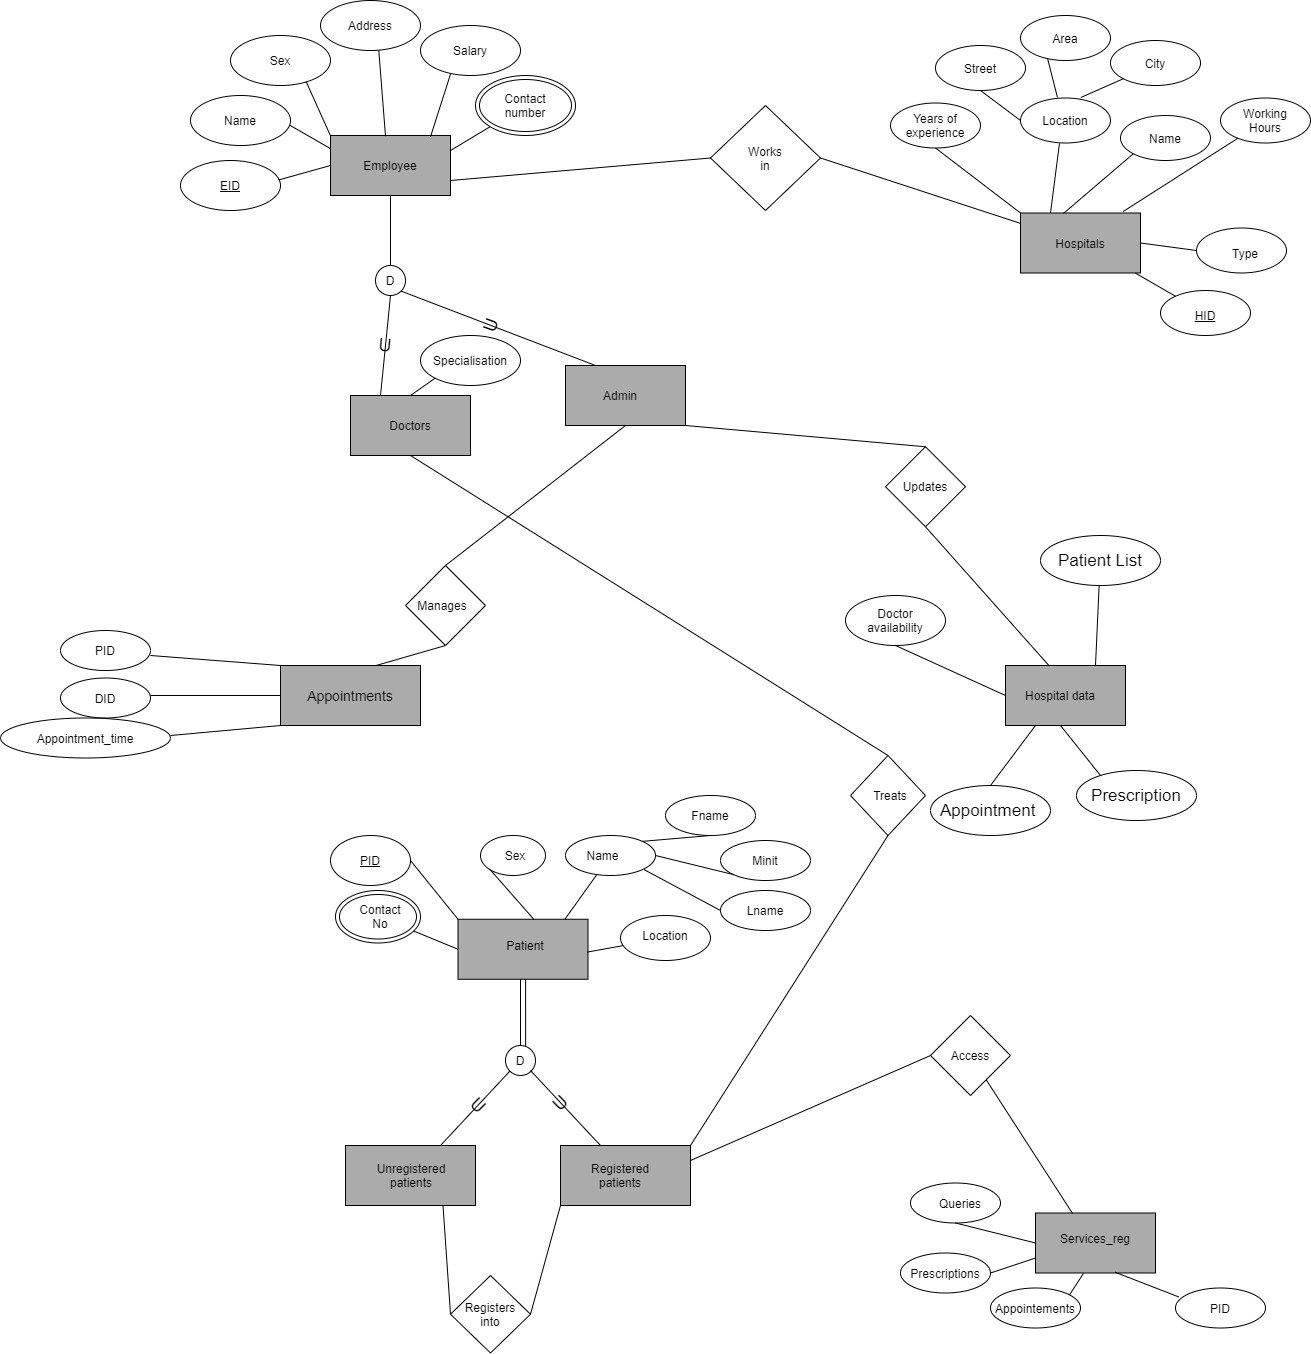 Address
Salary
Sex
Contact
number
Name
Employee
EID
Works
in
Area
City
Street
Location
Years of
experience
Name
Working
Hours
Hospitals
Type
HID
D
Specialisation
Doctors
Admin
Updates
Patient List
Doctor
availability
Manages
PID
DID
Appointment_time
Appointments
Hospital data
Treats
Appointment
Prescription
Fname
PID
Sex
Name
Minit
Contact
No
Lname
Patient
Location
D
Access
Unregistered
patients
Registered
patients
Queries
Services_reg
Prescriptions
Appointements
PID
Registers
into